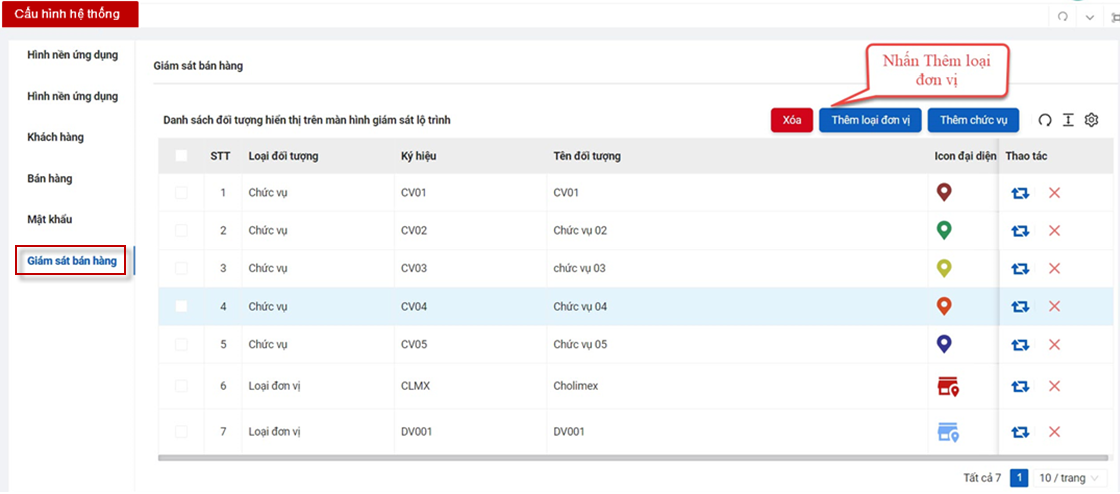 Cấu hình hệ thống
Hình nền ứng dụng
Hình nền ứng dụng
Khách hàng
Bán hàng
Mật khẩu
Giám sát bán hàng
Giám sát bán hàng
Nhấn Thêm loại
đơn vị
Danh sách đối tượng hiển thị trên màn hình giám sát lộ trình
Xóa Thêm loại đơn vị Thêm chức vụ
STT Loại đối tượng Ký hiệu Tên đối tượng Icon đại diện Thao tác
1 Chức vụ CV01 CV01
2 Chức vụ CV02 Chức vụ 02
3 Chức vụ CV03 chức vụ 03
4 Chức vụ CV04 Chức vụ 04
5 Chức vụ CV05 Chức vụ 05
6 Loại đơn vị CLMX Cholimex
7 Loại đơn vị DV001 DV001
Tất cả 7 1 10 / trang